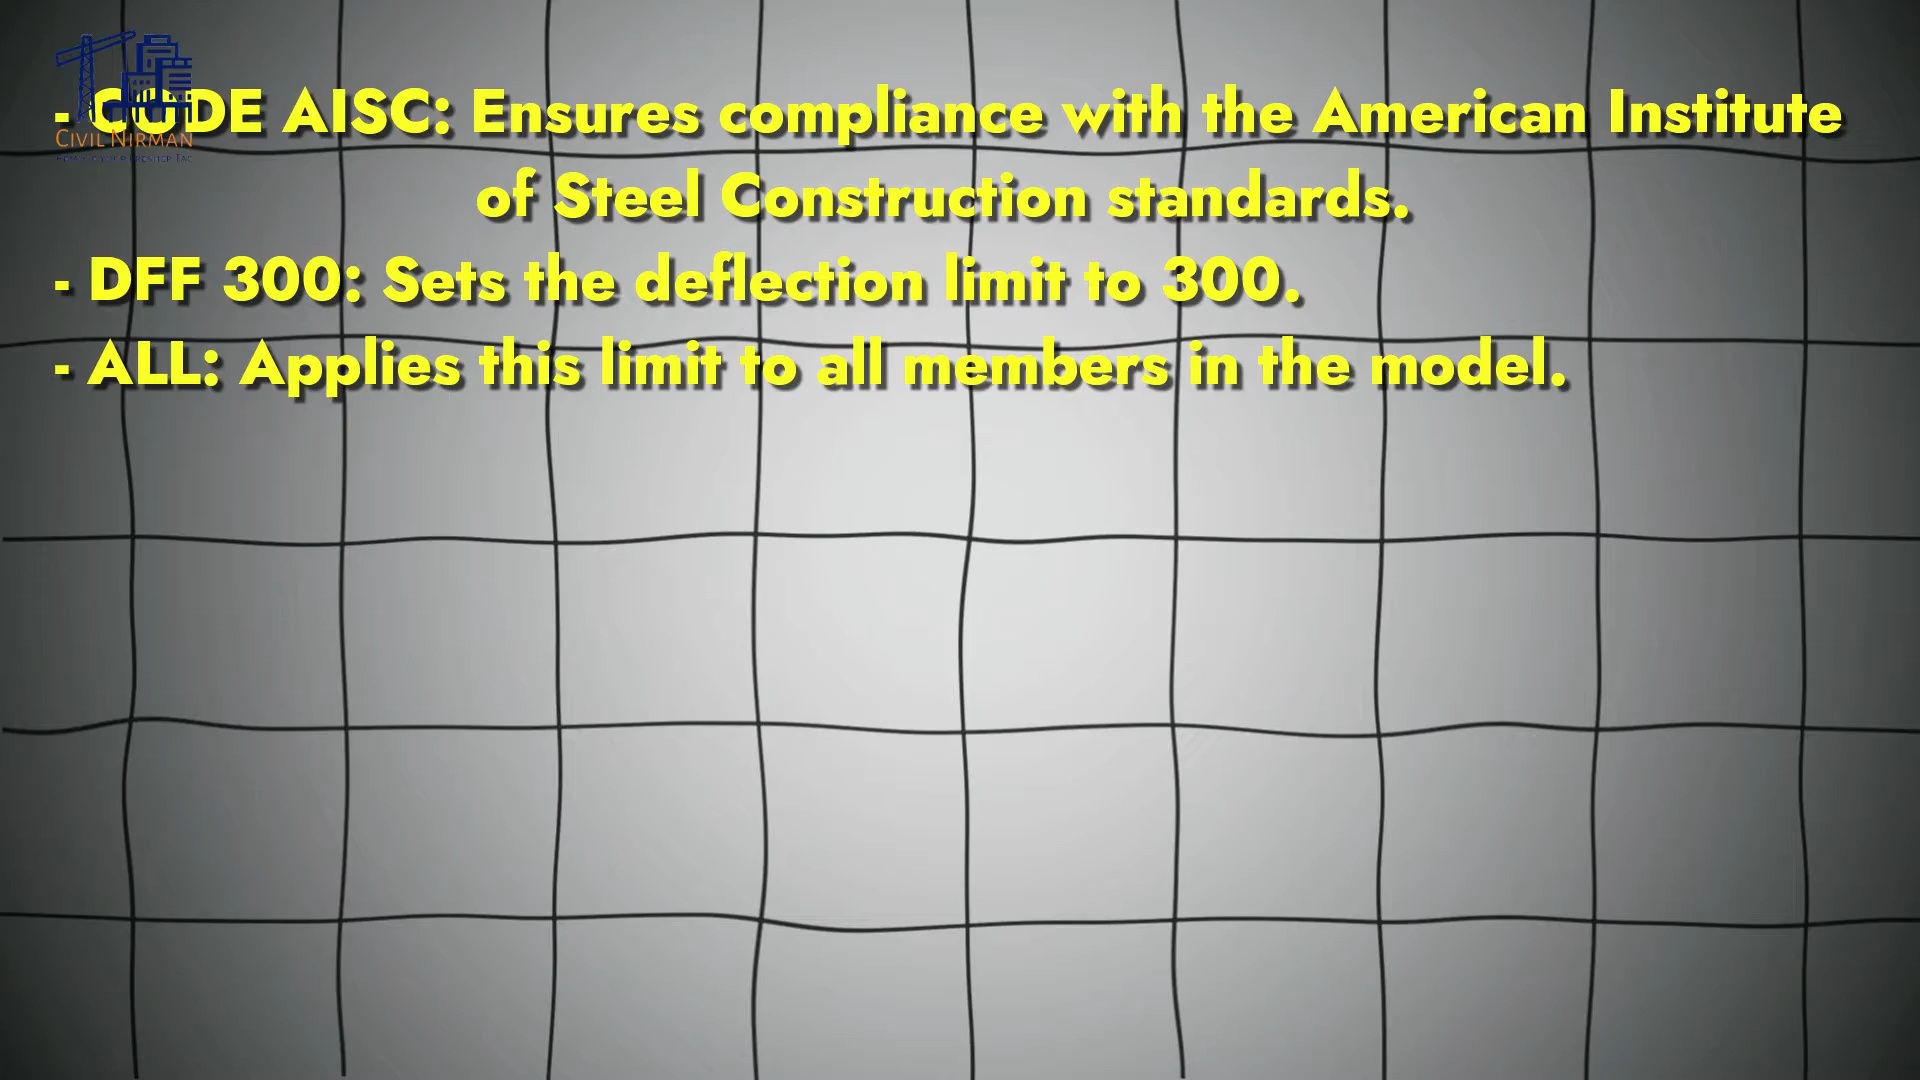 - CODE AISC: Ensures compliance with the American Institute
of Steel Construction standards.
- DFF 300: Sets the deflection limit to 300.
- ALL: Applies this limit to all members in the model.
CIVIL NIRMAN